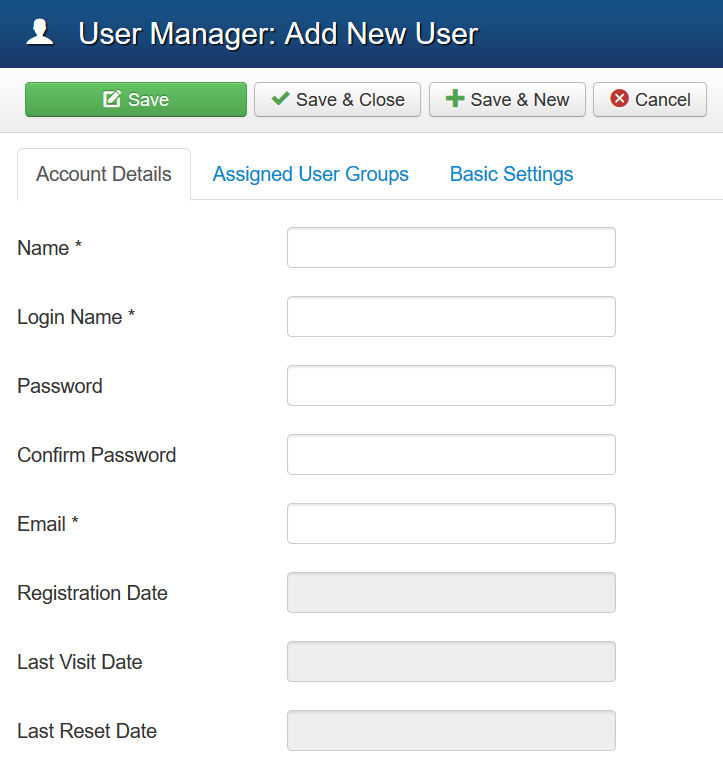 User Manager: Add New User
Save Save & Close Save & New Cancel
Account Details Assigned User Groups Basic Settings
Name *
Login Name *
Password
Confirm Password
Email *
Registration Date
Last Visit Date
Last Reset Date